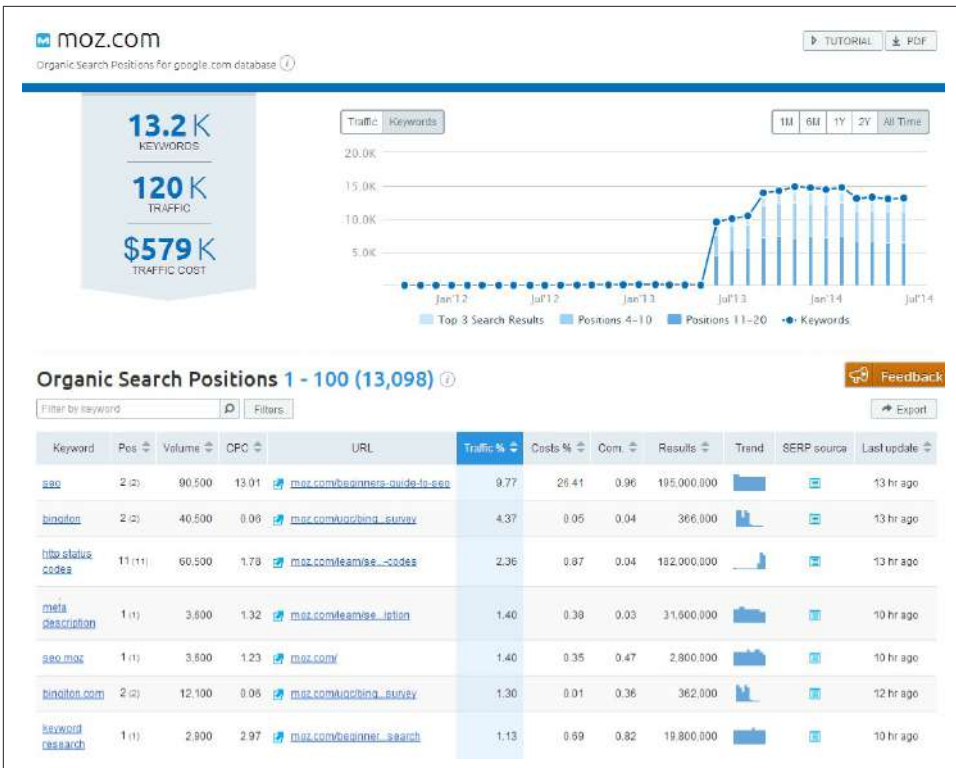 moz.com
TUTORIAL
PDF
Organic Search Positions for google.com database
13.2 K
KEYWORDS
120 K
TRAFFIC
$579 K
TRAFFIC COST
Traffic Keywords
1M 6M 1Y 2Y All Time
20.0K
15.0K
10.0K
5.0K
Jan'12 Jul'12 Jan'13 Jul'13 Jan'14 Jul'14
Top 3 Search Results Positions 4-10 Positions 11-20 Keywords
Organic Search Positions 1 - 100 (13,098)
Feedback
Filter by keyword Filters Export
Keyword Pos Volume CPC URL Traffic % Costs % Com. Results Trend SERP source Last update
seo 2 (2) 90,500 13.01 moz.com/beginners-guide-to-seo 9.77 26.41 0.96 195,000,000 13 hr ago
bingiton 2 (2) 40,500 0.06 moz.com/ugc/bing...survey 4.37 0.05 0.04 366,000 13 hr ago
http status
codes 11 (11) 60,500 1.78 moz.com/learn/se...-codes 2.36 0.87 0.04 182,000,000 13 hr ago
meta
description 1 (1) 3,600 1.32 moz.com/learn/se...iption 1.40 0.38 0.03 31,600,000 10 hr ago
seo moz 1 (1) 3,600 1.23 moz.com/ 1.40 0.35 0.47 2,800,000 10 hr ago
bingiton.com 2 (2) 12,100 0.06 moz.com/ugc/bing...survey 1.30 0.01 0.36 362,000 12 hr ago
keyword
research 1 (1) 2,900 2.97 moz.com/beginner...search 1.13 0.69 0.82 19,800,000 10 hr ago